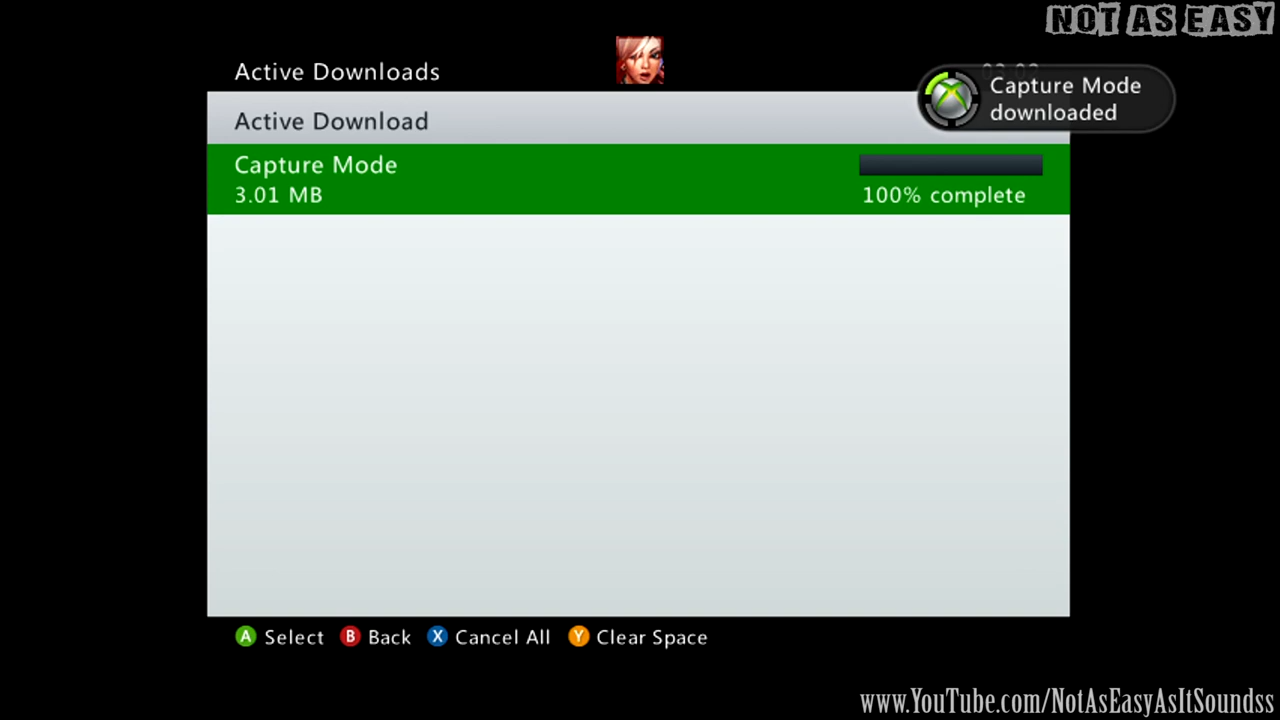 NOT AS EASY
Active Downloads
Capture Mode
downloaded
Active Download
Capture Mode
3.01 MB
100% complete
A Select B Back X Cancel All Y Clear Space
www.YouTube.com/NotAsEasyAsItSoundss